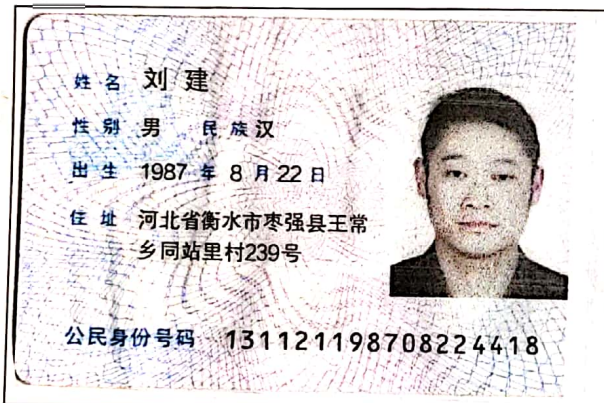 姓名 刘建
性别 男 民族 汉
出生 1987 年 8 月 22 日
住址 河北省衡水市枣强县王常
乡同站里村239号
公民身份号码 131121198708224418